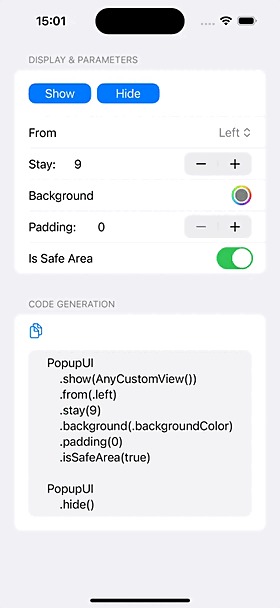 15:01
DISPLAY & PARAMETERS
Show Hide
From Left
Stay: 9 − +
Background
Padding: 0 − +
Is Safe Area
CODE GENERATION
PopupUI
.show(AnyCustomView())
.from(.left)
.stay(9)
.background(.backgroundColor)
.padding(0)
.isSafeArea(true)
PopupUI
.hide()